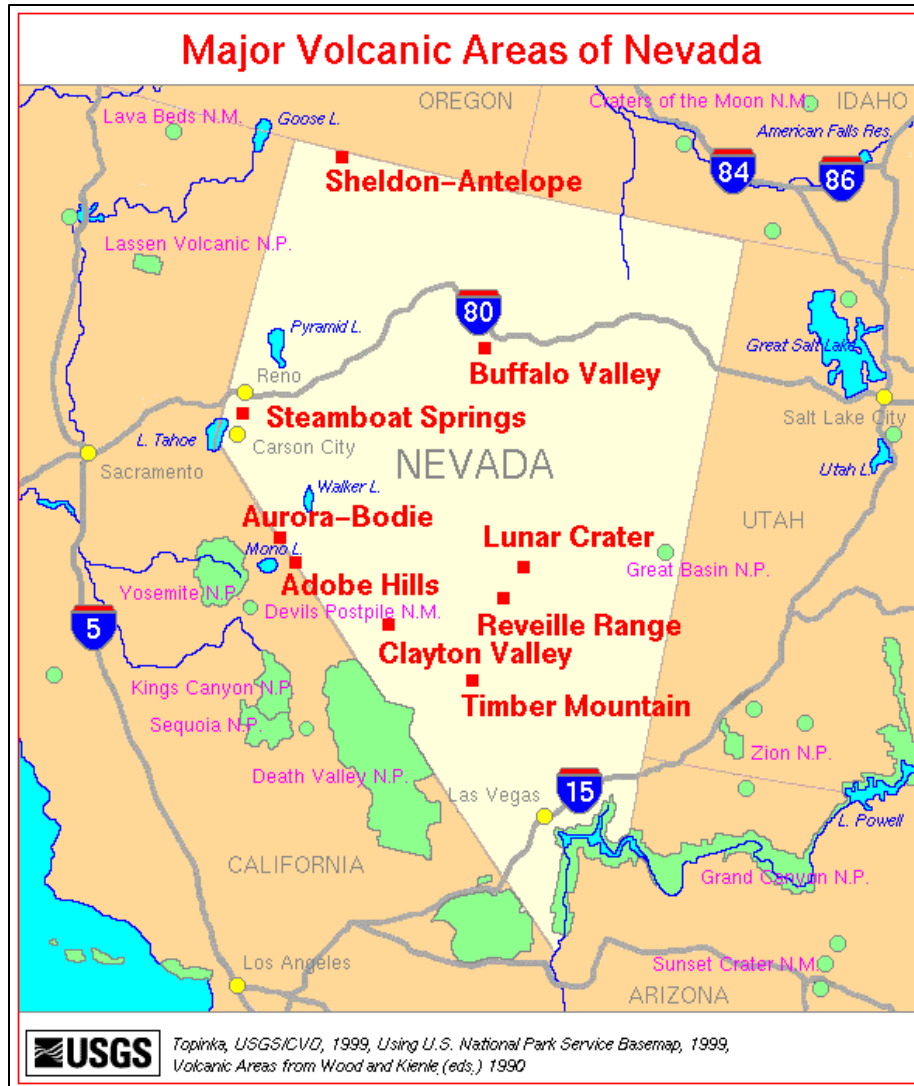 Major Volcanic Areas of Nevada
OREGON
Craters of the Moon N.M.
IDAHO
Lava Beds N.M.
Goose L.
American Falls Res.
Sheldon-Antelope
84
86
Lassen Volcanic N.P.
80
Pyramid L.
Great Salt Lake
Buffalo Valley
Reno
Steamboat Springs
Salt Lake City
L. Tahoe
Carson City
Sacramento
NEVADA
Utah L.
Walker L.
Aurora-Bodie
UTAH
Lunar Crater
Mono L.
Great Basin N.P.
Adobe Hills
Yosemite N.P.
Devils Postpile N.M.
5
Reveille Range
Clayton Valley
Kings Canyon N.P.
Timber Mountain
Sequoia N.P.
Zion N.P.
Death Valley N.P.
15
Las Vegas
L. Powell
CALIFORNIA
Grand Canyon N.P.
Los Angeles
Sunset Crater N.M.
ARIZONA
USGS
Topinka, USGS/CVO, 1999, Using U.S. National Park Service Basemap, 1999,
Volcanic Areas from Wood and Kienle (eds.) 1990